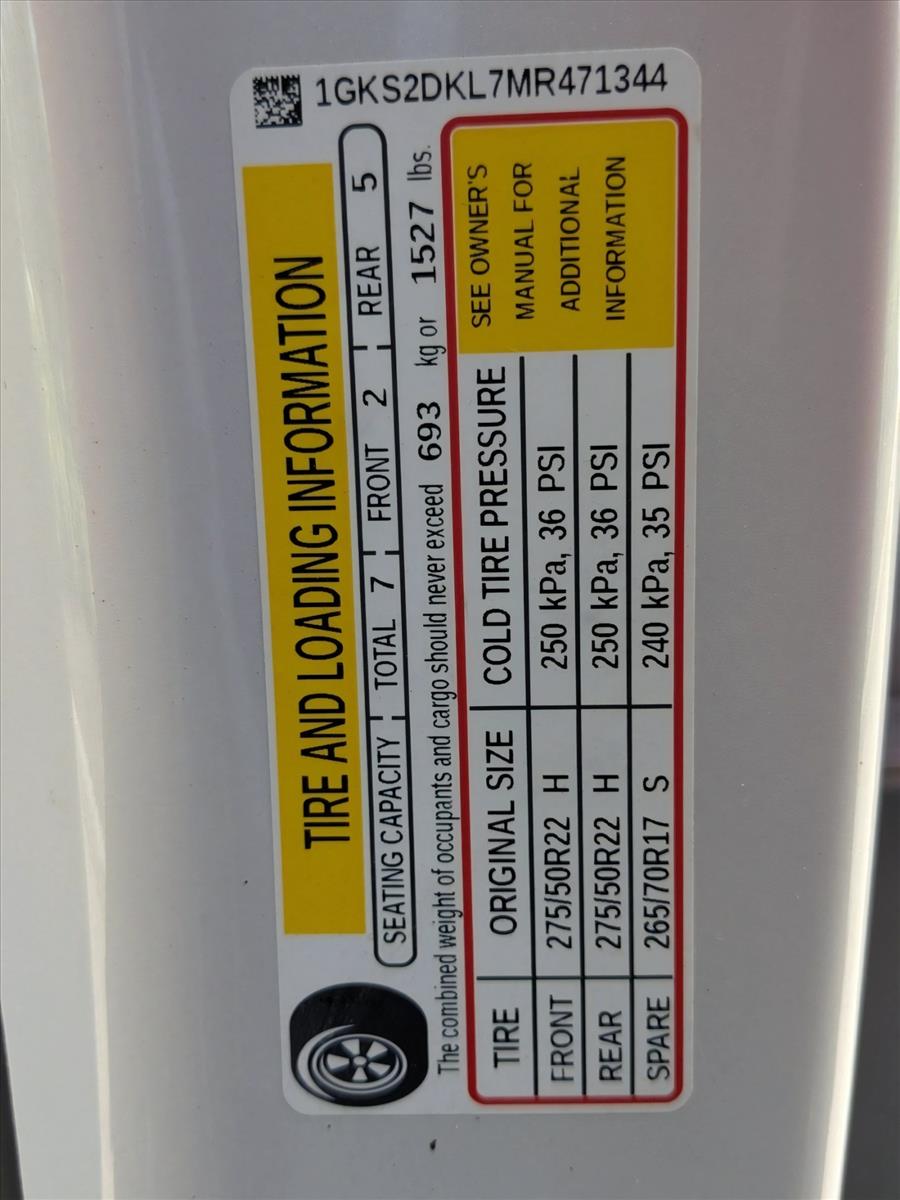 1GKS2DKL7MR471344
TIRE AND LOADING INFORMATION
SEATING CAPACITY TOTAL 7 FRONT 2 REAR 5
The combined weight of occupants and cargo should never exceed 693 kg or 1527 lbs.
TIRE ORIGINAL SIZE COLD TIRE PRESSURE
FRONT 275/50R22 H 250 kPa, 36 PSI
REAR 275/50R22 H 250 kPa, 36 PSI
SPARE 265/70R17 S 240 kPa, 35 PSI
SEE OWNER'S
MANUAL FOR
ADDITIONAL
INFORMATION